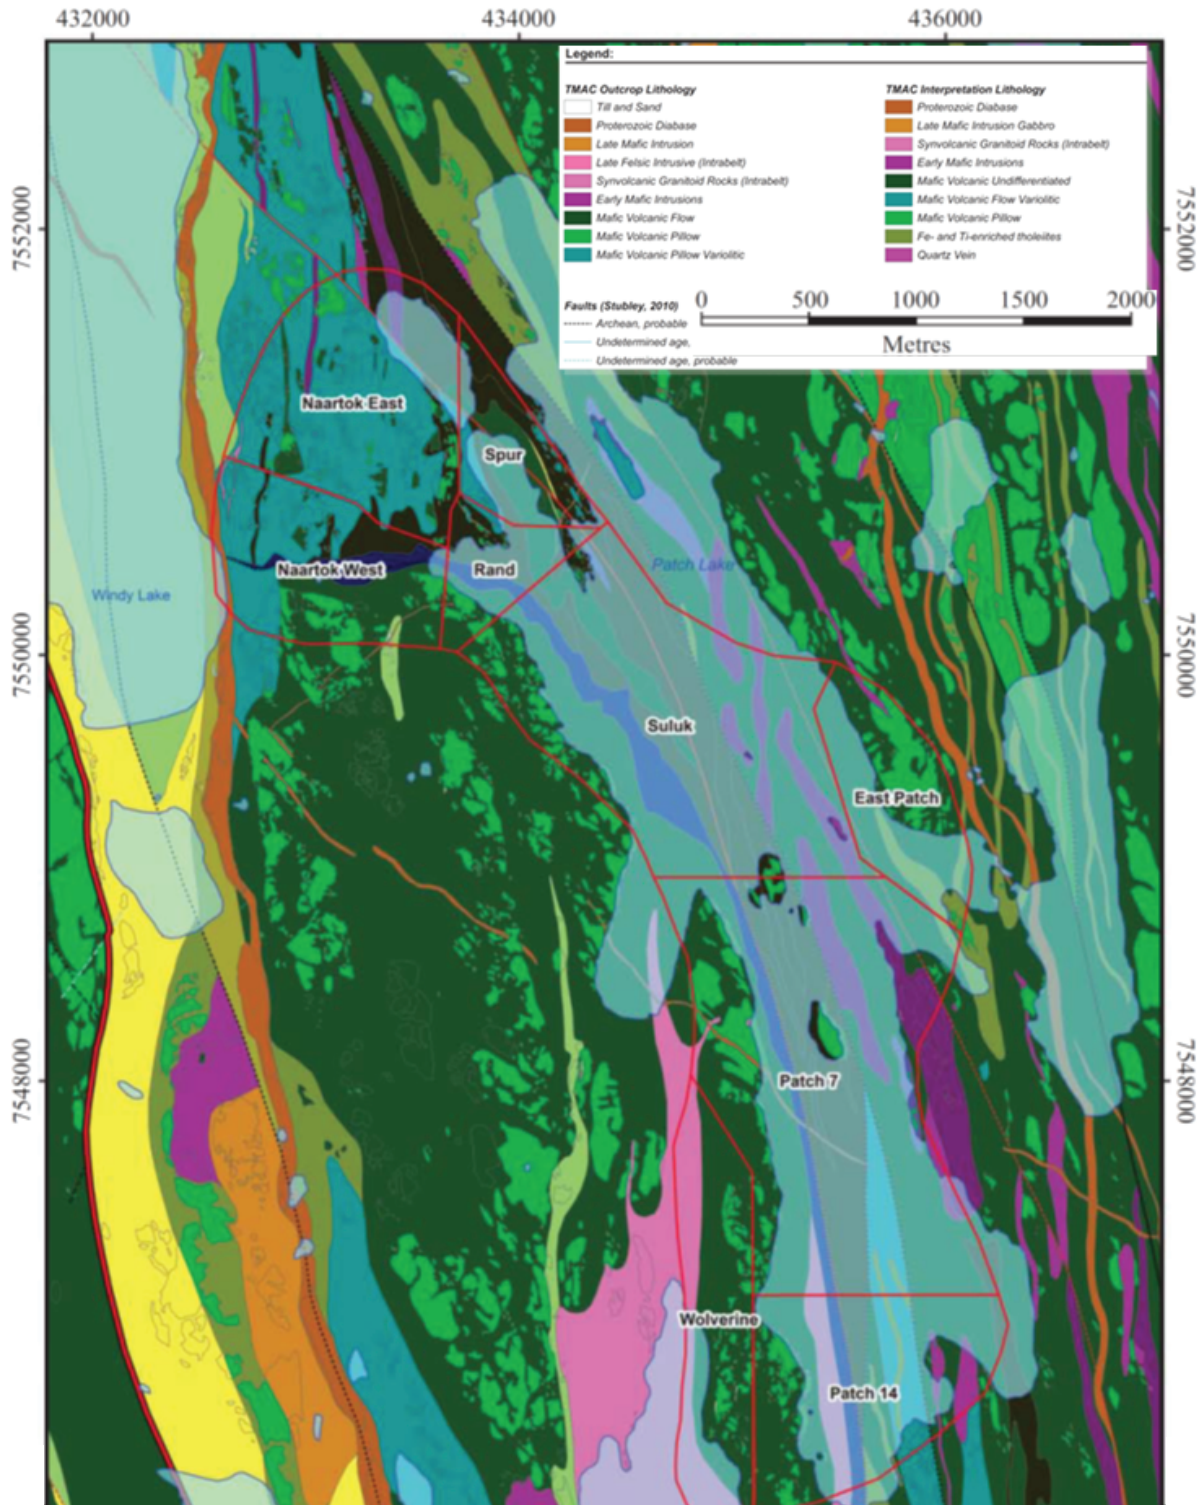 432000
434000
436000
Legend:
TMAC Outcrop Lithology
Till and Sand
Proterozoic Diabase
Late Mafic Intrusion
Late Felsic Intrusive (Intrabelt)
Synvolcanic Granitoid Rocks (Intrabelt)
Early Mafic Intrusions
Mafic Volcanic Flow
Mafic Volcanic Pillow
Mafic Volcanic Pillow Variolitic
TMAC Interpretation Lithology
Proterozoic Diabase
Late Mafic Intrusion Gabbro
Synvolcanic Granitoid Rocks (Intrabelt)
Early Mafic Intrusions
Mafic Volcanic Undifferentiated
Mafic Volcanic Flow Variolitic
Mafic Volcanic Pillow
Fe- and Ti-enriched tholeiites
Quartz Vein
Faults (Stubley, 2010)
Archean, probable
Undetermined age,
Undetermined age, probable
0 500 1000 1500 2000
Metres
7552000
7552000
Naartok East
Spur
Naartok West
Rand
Patch Lake
Windy Lake
7550000
7550000
Suluk
East Patch
7548000
Patch 7
7548000
Wolverine
Patch 14